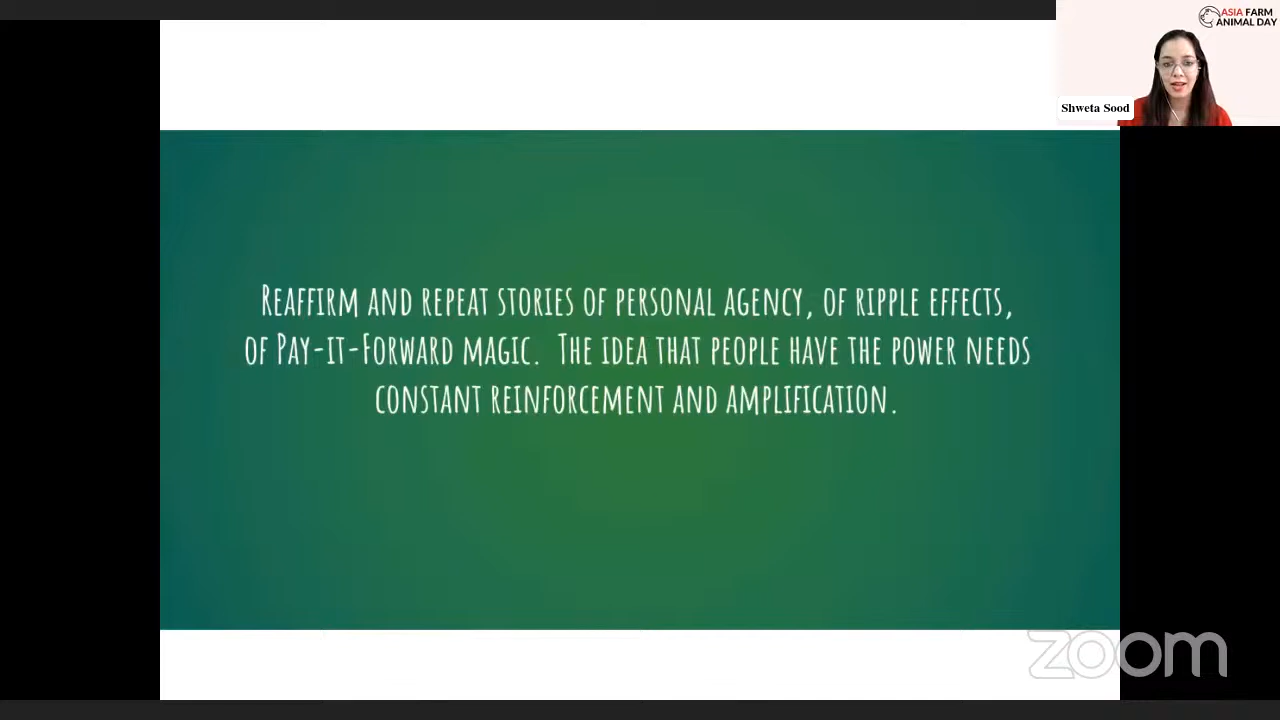 ASIA FARM
ANIMAL DAY
Shweta Sood
REAFFIRM AND REPEAT STORIES OF PERSONAL AGENCY, OF RIPPLE EFFECTS,
OF PAY-IT-FORWARD MAGIC. THE IDEA THAT PEOPLE HAVE THE POWER NEEDS
CONSTANT REINFORCEMENT AND AMPLIFICATION.
zoom